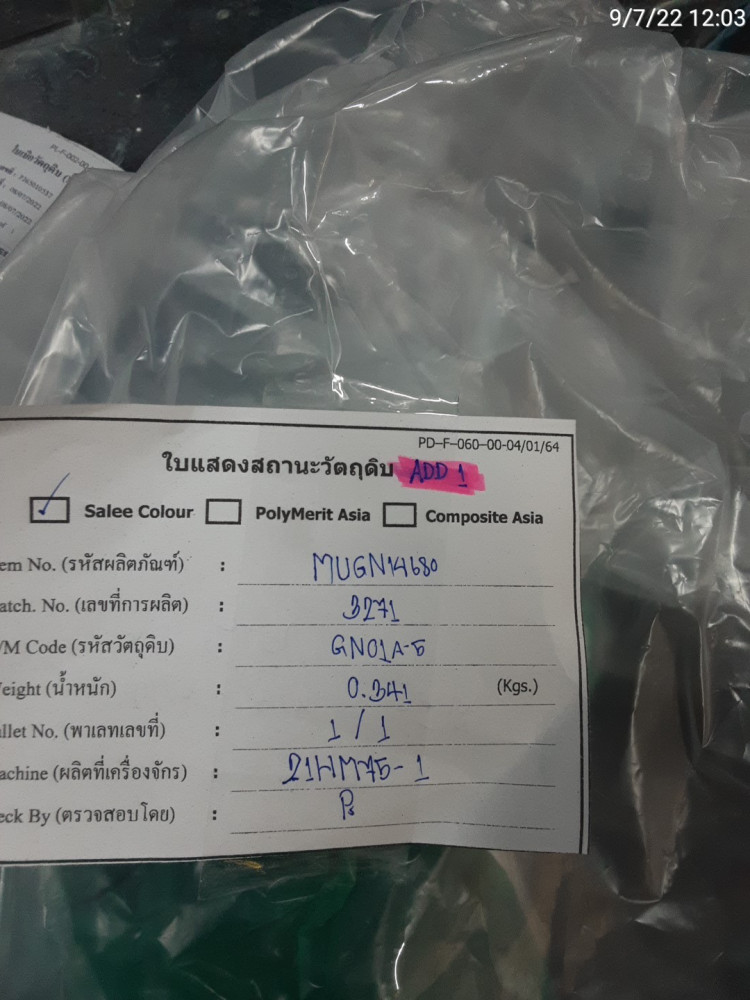 9/7/22 12:03
PD-F-060-00-04/01/64
ใบแสดงสถานะวัตถุดิบ ADD 1
Salee Colour PolyMerit Asia Composite Asia
em No. (รหัสผลิตภัณฑ์) : MUGN14680
atch. No. (เลขที่การผลิต) : 3271
/M Code (รหัสวัตถุดิบ) : GN01A-5
eight (น้ำหนัก) : 0.341 (Kgs.)
llet No. (พาเลทเลขที่) : 1 / 1
achine (ผลิตที่เครื่องจักร) : 21HM75-1
eck By (ตรวจสอบโดย) :